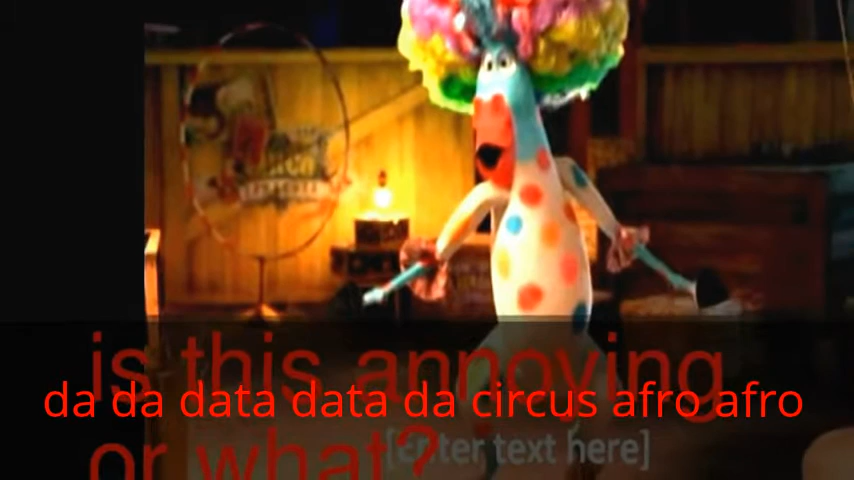 is this annoying
da da data data da circus afro afro
or what?
[Enter text here]